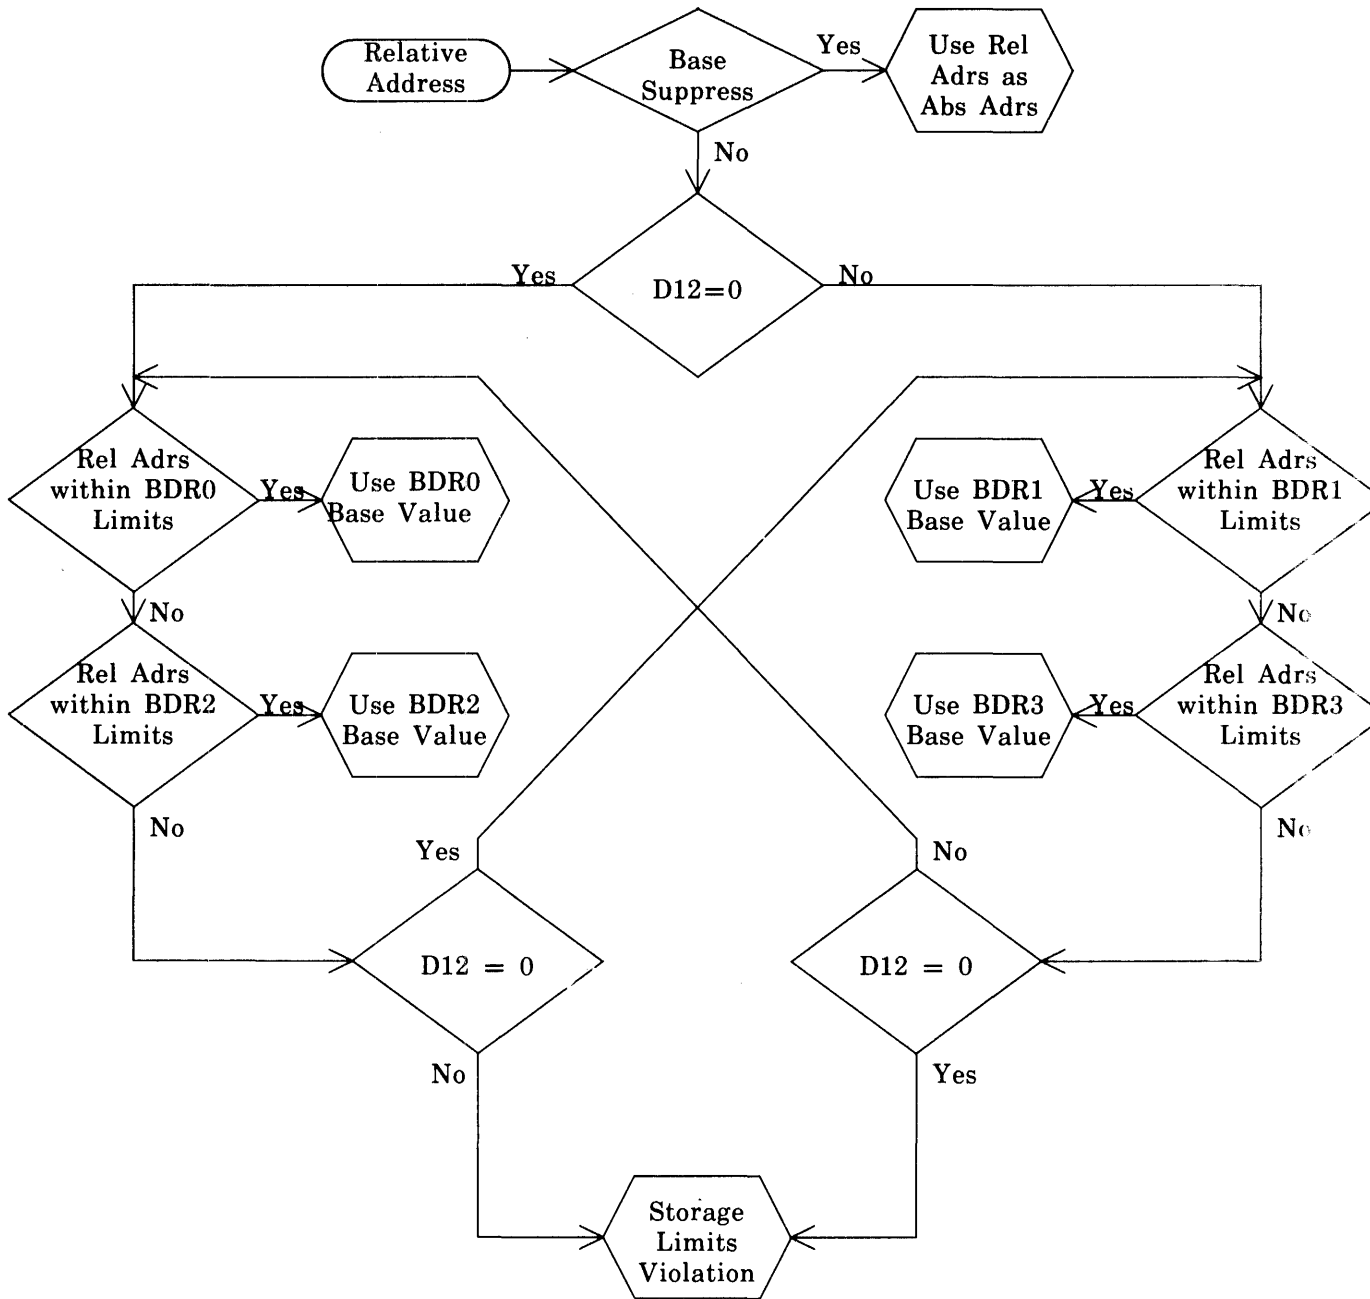 Relative
Address
Base
Suppress
Yes
Use Rel
Adrs as
Abs Adrs
No
Yes
D12=0
No
Rel Adrs
within BDR0
Limits
Yes
Use BDR0
Base Value
Use BDR1
Base Value
Yes
Rel Adrs
within BDR1
Limits
No
No
Rel Adrs
within BDR2
Limits
Yes
Use BDR2
Base Value
Use BDR3
Base Value
Yes
Rel Adrs
within BDR3
Limits
No
No
Yes
No
D12 = 0
D12 = 0
No
Yes
Storage
Limits
Violation